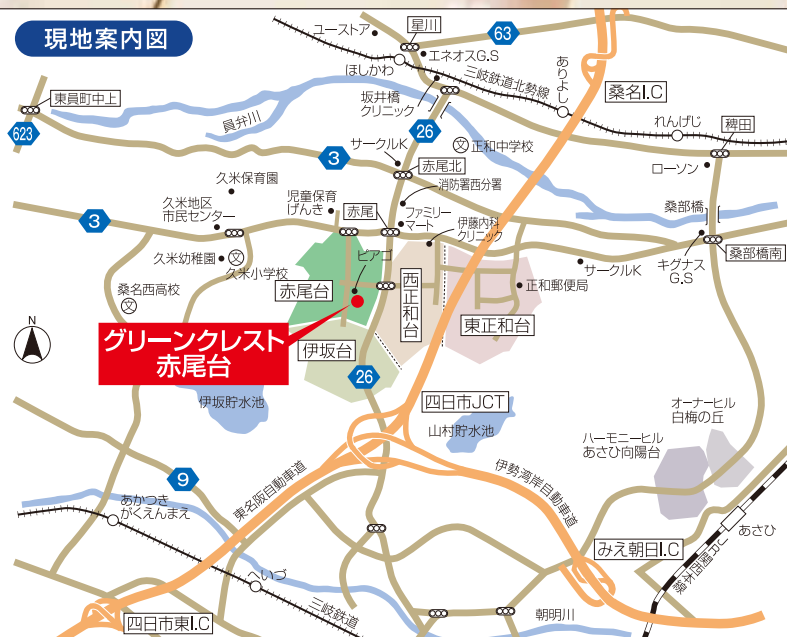 現地案内図
ユーストア
星川
63
エネオスG.S
ほしかわ
三岐鉄道北勢線
ありよし
桑名I.C
東員町中上
623
員弁川
坂井橋
クリニック
26
正和中学校
れんげじ
稗田
ローソン
3
サークルK
赤尾北
消防署西分署
久米保育園
児童保育
げんき
赤尾
ファミリー
マート
伊藤内科
クリニック
桑部橋
3
久米地区
市民センター
久米幼稚園
久米小学校
ピアゴ
サークルK
キグナス
G.S
桑部橋南
桑名西高校
文
文
文
赤尾台
西正和台
東正和台
正和郵便局
N
グリーンクレスト
赤尾台
伊坂台
26
伊坂貯水池
四日市JCT
山村貯水池
オーナーヒル
白梅の丘
ハーモニーヒル
あさひ向陽台
9
東名阪自動車道
伊勢湾岸自動車道
あかつき
がくえんまえ
あさひ
JR関西本線
みえ朝日I.C
へいづ
三岐鉄道
朝明川
四日市東I.C